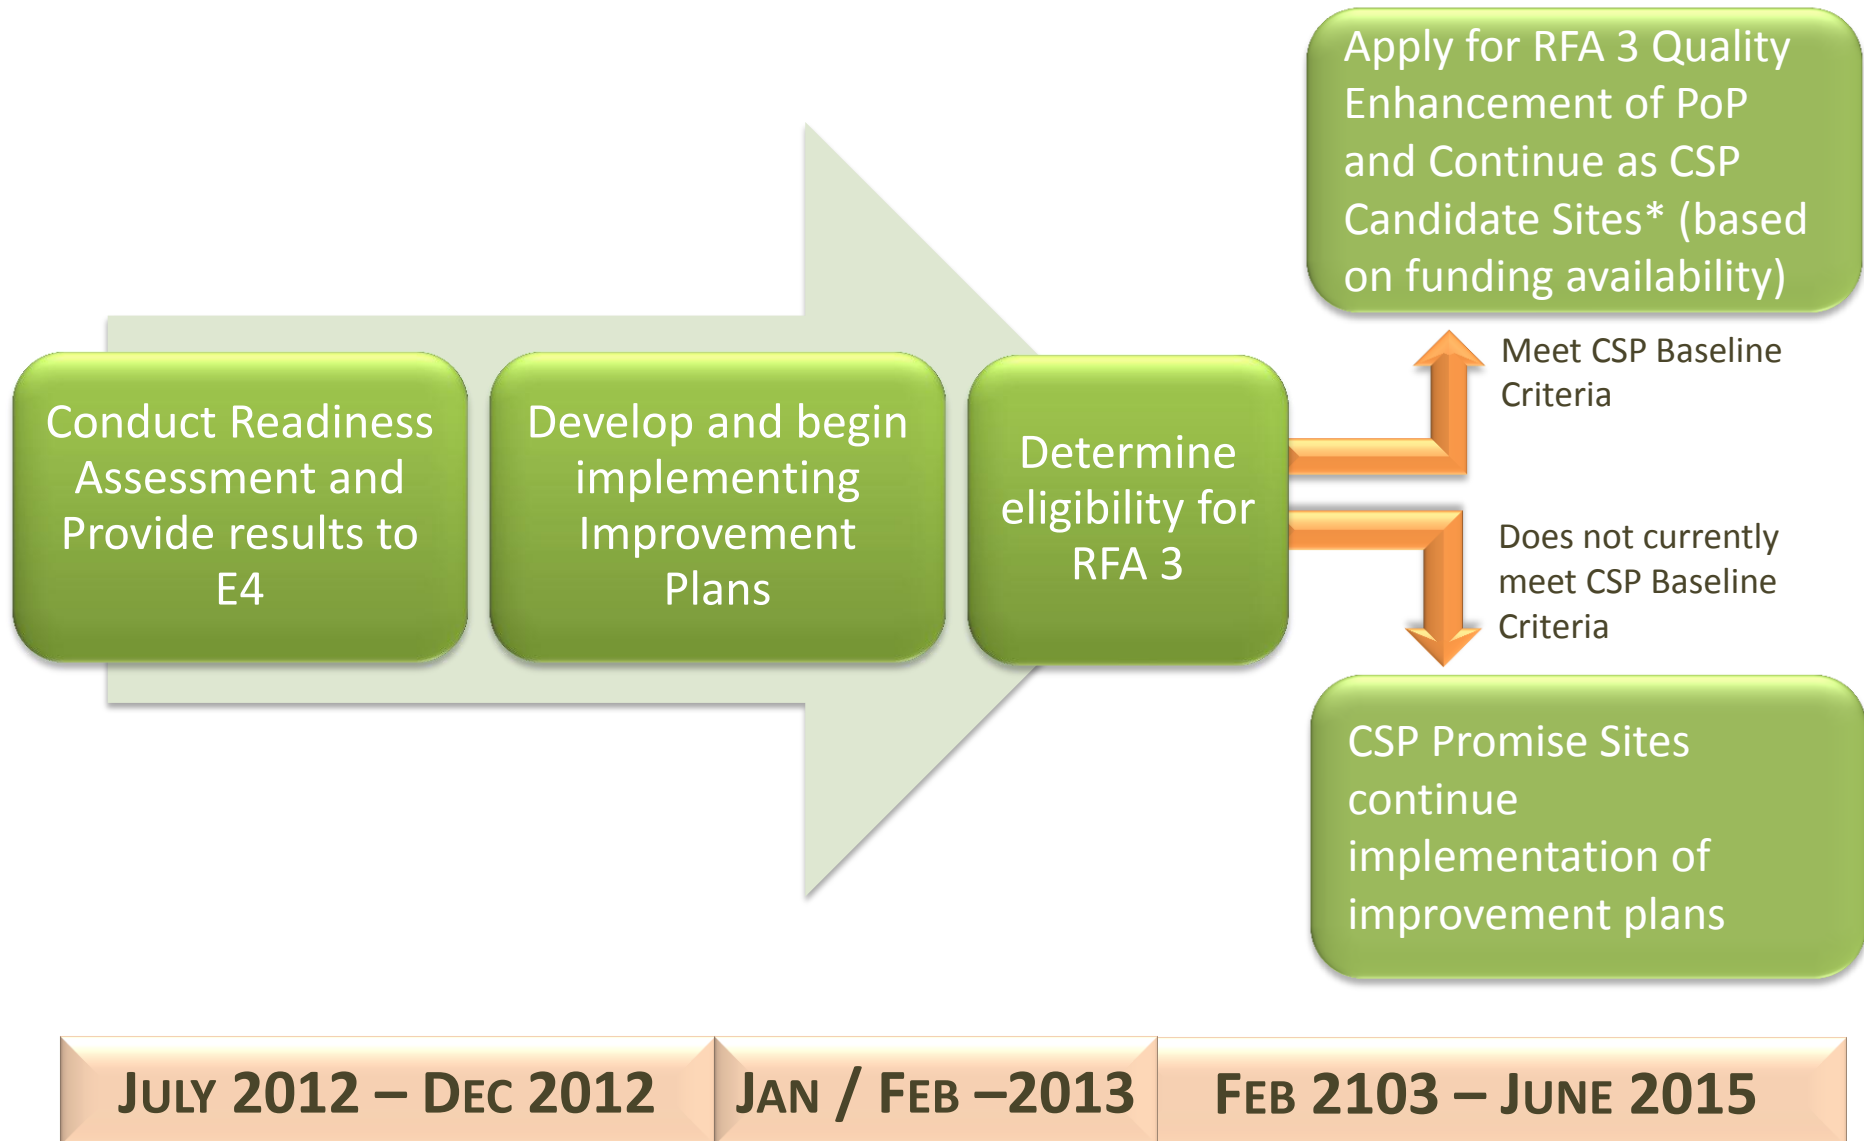 Conduct Readiness
Assessment and
Provide results to
E4
Develop and begin
implementing
Improvement
Plans
Determine
eligibility for
RFA 3
Apply for RFA 3 Quality
Enhancement of PoP
and Continue as CSP
Candidate Sites* (based
on funding availability)
Meet CSP Baseline
Criteria
Does not currently
meet CSP Baseline
Criteria
CSP Promise Sites
continue
implementation of
improvement plans
JULY 2012 – DEC 2012
JAN / FEB –2013
FEB 2103 – JUNE 2015